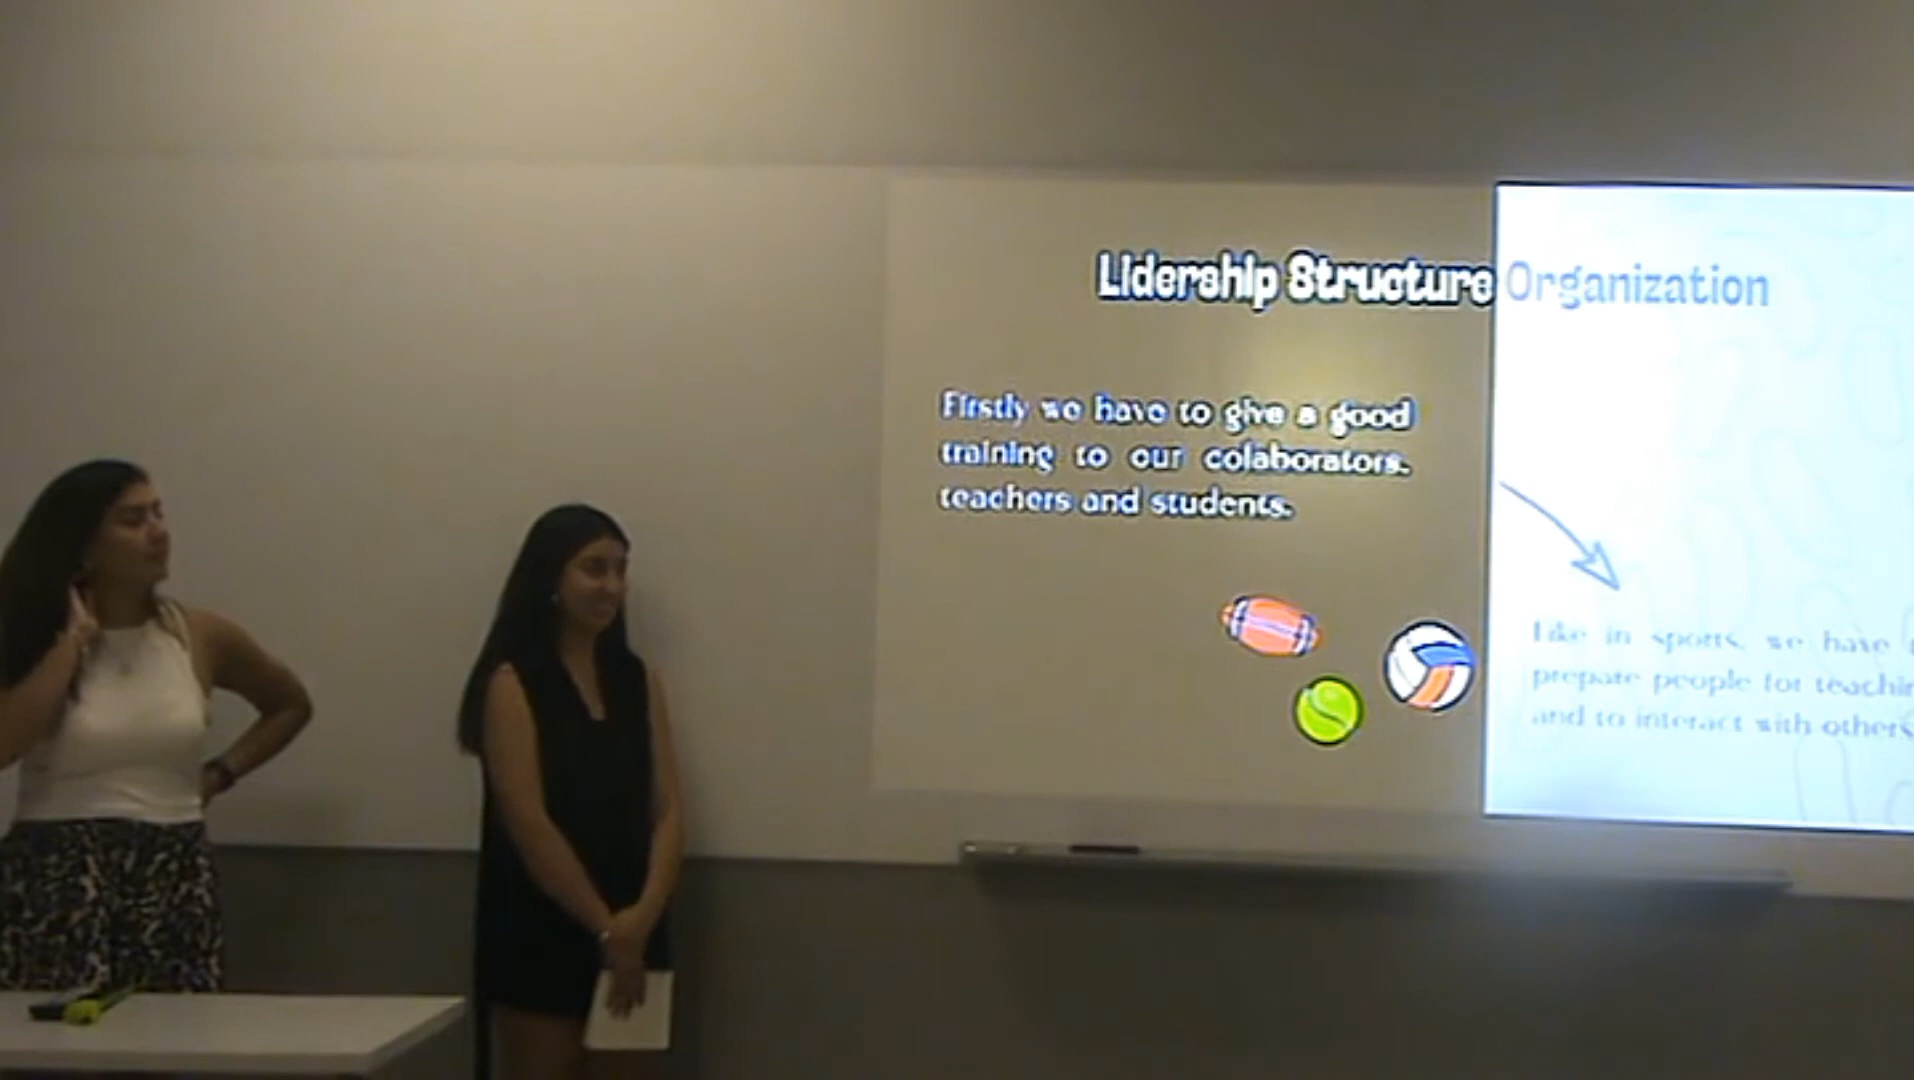 Lidership Structure Organization
Firstly we have to give a good
training to our colaborators,
teachers and students.
Like in sports, we have
prepare people for
and to interact with others